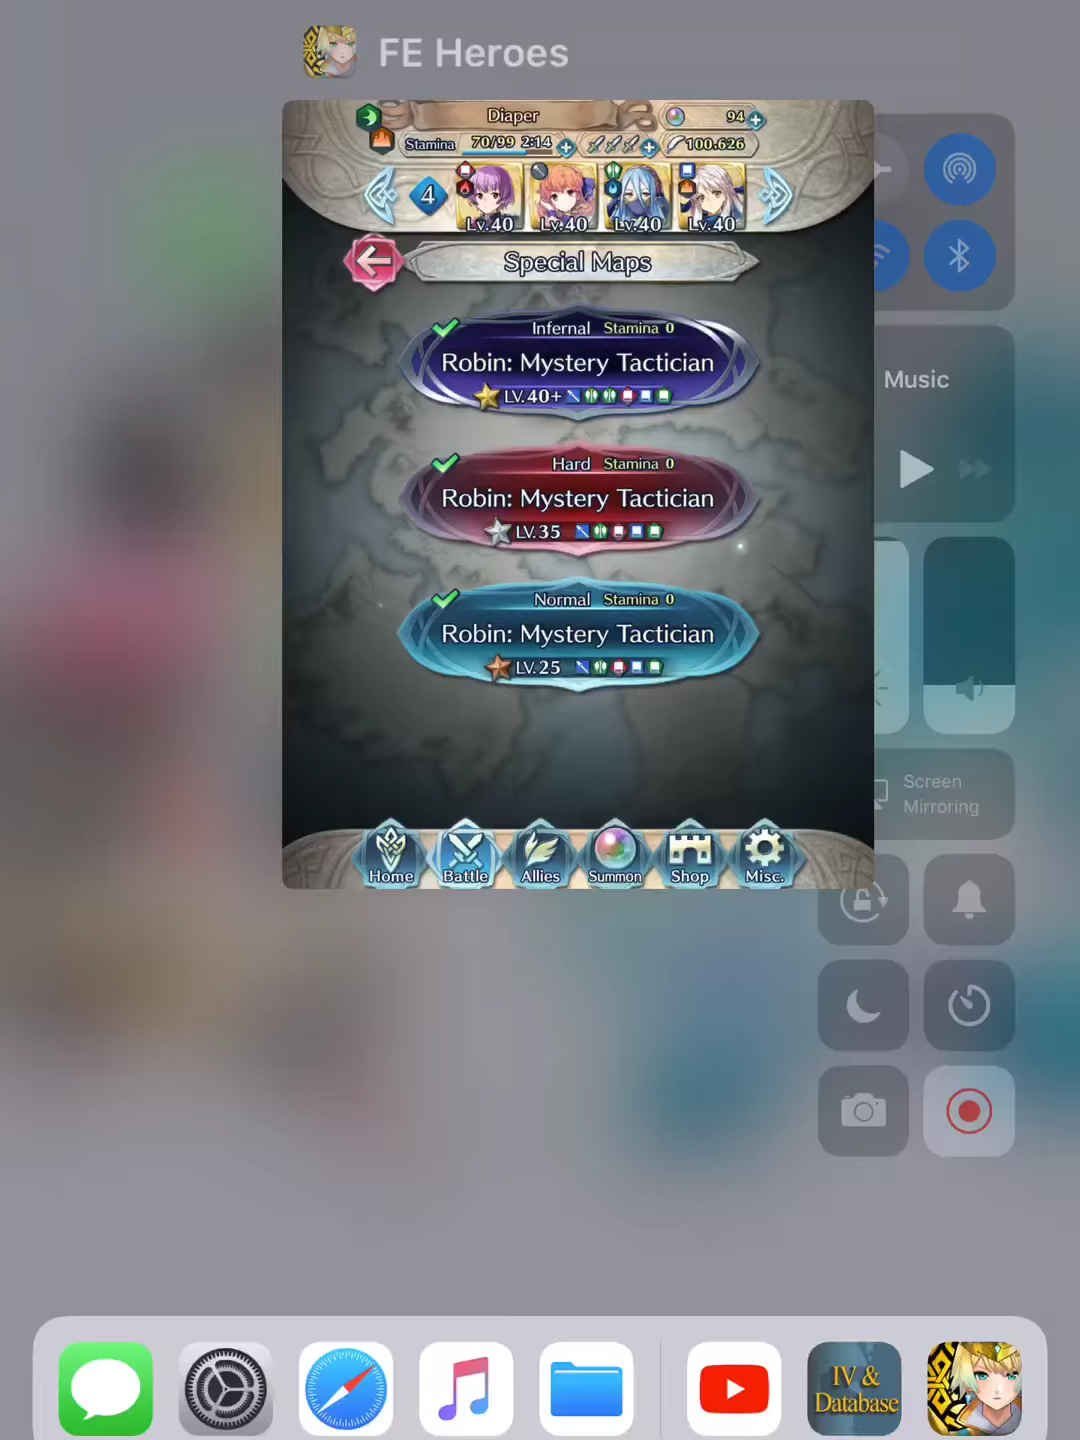 FE Heroes
Diaper
94
Stamina 70/99 2:14
100.626
4
Lv.40 Lv.40 Lv.40 Lv.40
Special Maps
Infernal Stamina 0
Robin: Mystery Tactician
LV.40+
Hard Stamina 0
Robin: Mystery Tactician
LV.35
Normal Stamina 0
Robin: Mystery Tactician
LV.25
Home Battle Allies Summon Shop Misc.
Music
Screen
Mirroring
IV &
Database